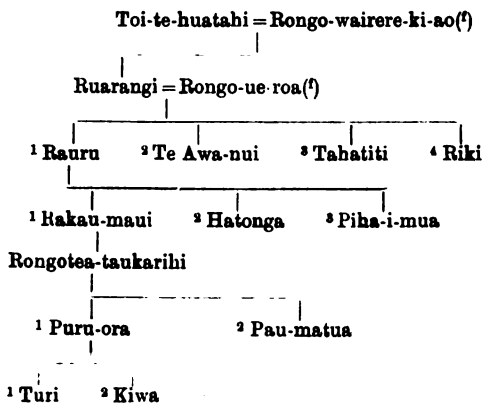 Toi-te-huatahi = Rongo-wairere-ki-ao(f)
Ruarangi = Rongo-ue-roa(f)
1 Rauru 2 Te Awa-nui 3 Tahatiti 4 Riki
1 Rakau-maui 2 Hatonga 3 Piha-i-mua
Rongotea-taukarihi
1 Puru-ora 2 Pau-matua
1 Turi 2 Kiwa